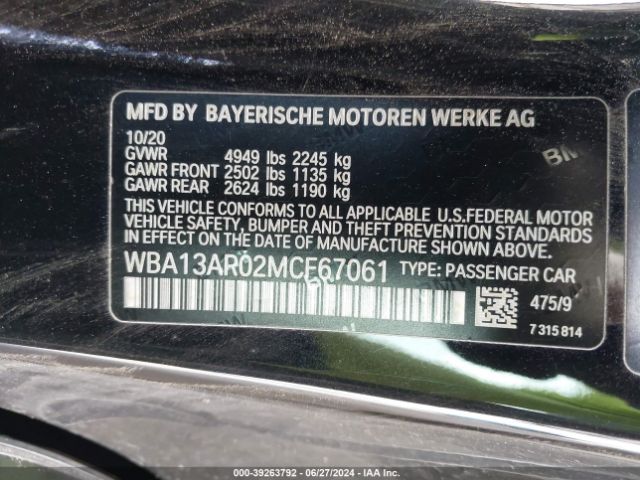 MFD BY BAYERISCHE MOTOREN WERKE AG
10/20
GVWR 4949 lbs 2245 kg
GAWR FRONT 2502 lbs 1135 kg
GAWR REAR 2624 lbs 1190 kg
THIS VEHICLE CONFORMS TO ALL APPLICABLE U.S.FEDERAL MOTOR
VEHICLE SAFETY, BUMPER, AND THEFT PREVENTION STANDARDS
IN EFFECT ON THE DATE OF MANUFACTURE SHOWN ABOVE.
WBA13AR02MCF67061 TYPE: PASSENGER CAR
475/9
7 315 814
000-39263792 - 06/27/2024 - IAA Inc.